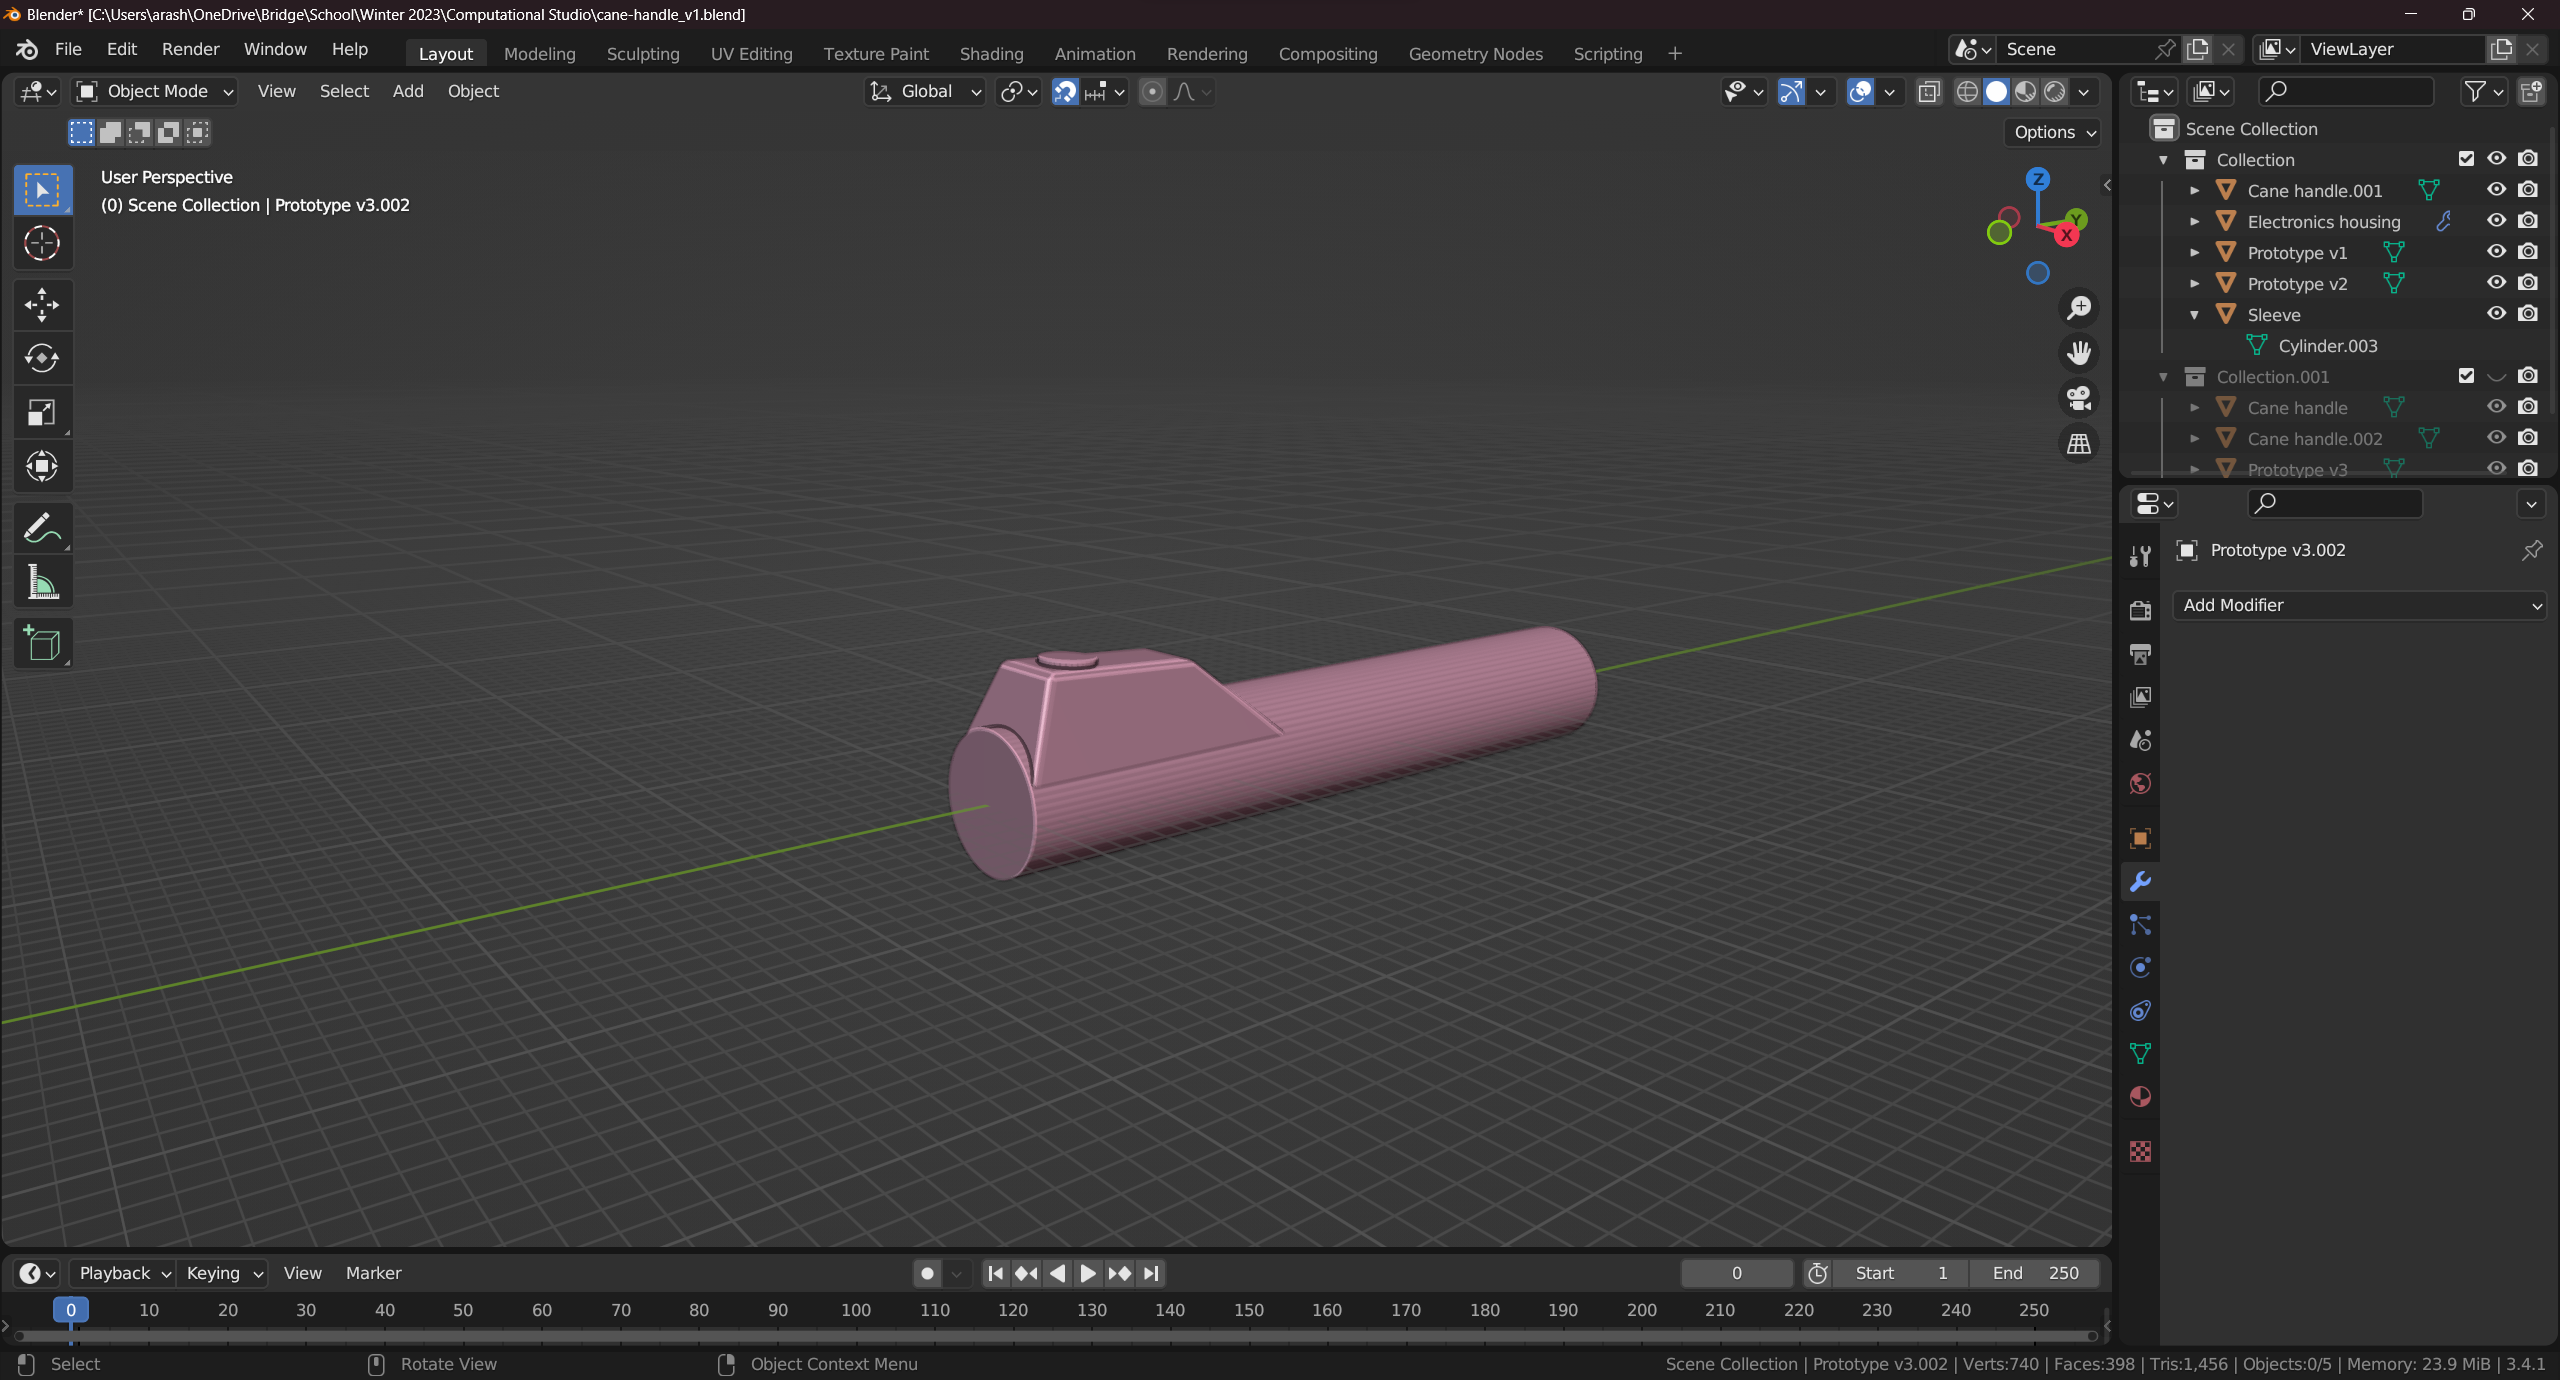 Blender* [C:\Users\arash\OneDrive\Bridge\School\Winter 2023\Computational Studio\cane-handle_v1.blend]
File Edit Render Window Help Layout Modeling Sculpting UV Editing Texture Paint Shading Animation Rendering Compositing Geometry Nodes Scripting + Scene ViewLayer
Object Mode View Select Add Object Global
Options
User Perspective
(0) Scene Collection | Prototype v3.002
Z
Y
X
Scene Collection
Collection
Cane handle.001
Electronics housing
Prototype v1
Prototype v2
Sleeve
Cylinder.003
Collection.001
Cane handle
Cane handle.002
Prototype v3
Prototype v3.002
Add Modifier
Playback Keying View Marker 0 Start 1 End 250
0 10 20 30 40 50 60 70 80 90 100 110 120 130 140 150 160 170 180 190 200 210 220 230 240 250
Select Rotate View Object Context Menu Scene Collection | Prototype v3.002 | Verts:740 | Faces:398 | Tris:1,456 | Objects:0/5 | Memory: 23.9 MiB | 3.4.1